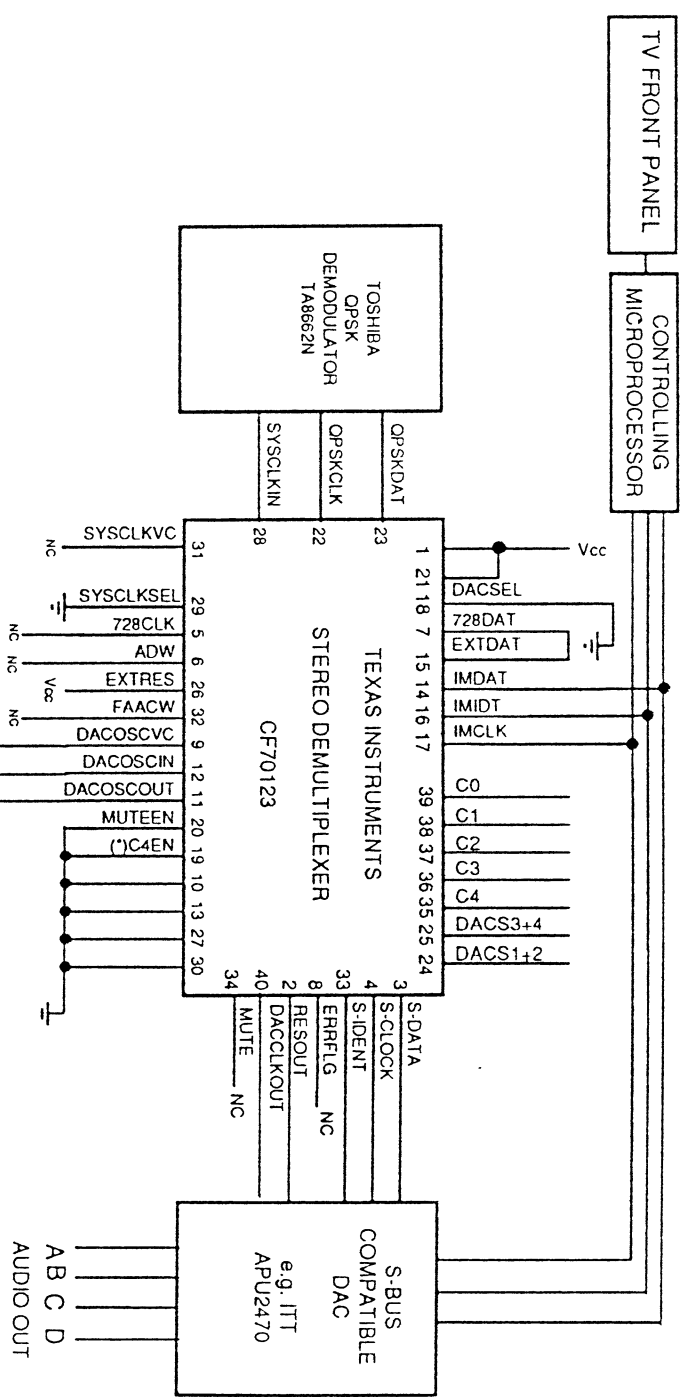 TV FRONT PANEL
CONTROLLING
MICROPROCESSOR
TOSHIBA
QPSK
DEMODULATOR
TA8662N
QPSKDAT
QPSKCLK
SYSCLKIN
23
22
28
Vcc
DACSEL
728DAT
EXTDAT
IMDAT
IMIDT
IMCLK
C0
C1
C2
C3
C4
DACS3+4
DACS1+2
1
21
18
7
15
14
16
17
39
38
37
36
35
25
24
TEXAS INSTRUMENTS
STEREO DEMULTIPLEXER
CF70123
31
29
5
6
26
32
9
12
11
20
19
10
13
27
30
SYSCLKVC
NC
SYSCLKSEL
728CLK
NC
ADW
NC
EXTRES
Vcc
FAACW
NC
DACOSCVC
DACOSCIN
DACOSCOUT
MUTEEN
(*)C4EN
3
4
33
8
2
40
34
S-DATA
S-CLOCK
S-IDENT
ERRFLG
NC
RESOUT
DACCLKOUT
MUTE
NC
S-BUS
COMPATIBLE
DAC
e.g. ITT
APU2470
A B C D
AUDIO OUT